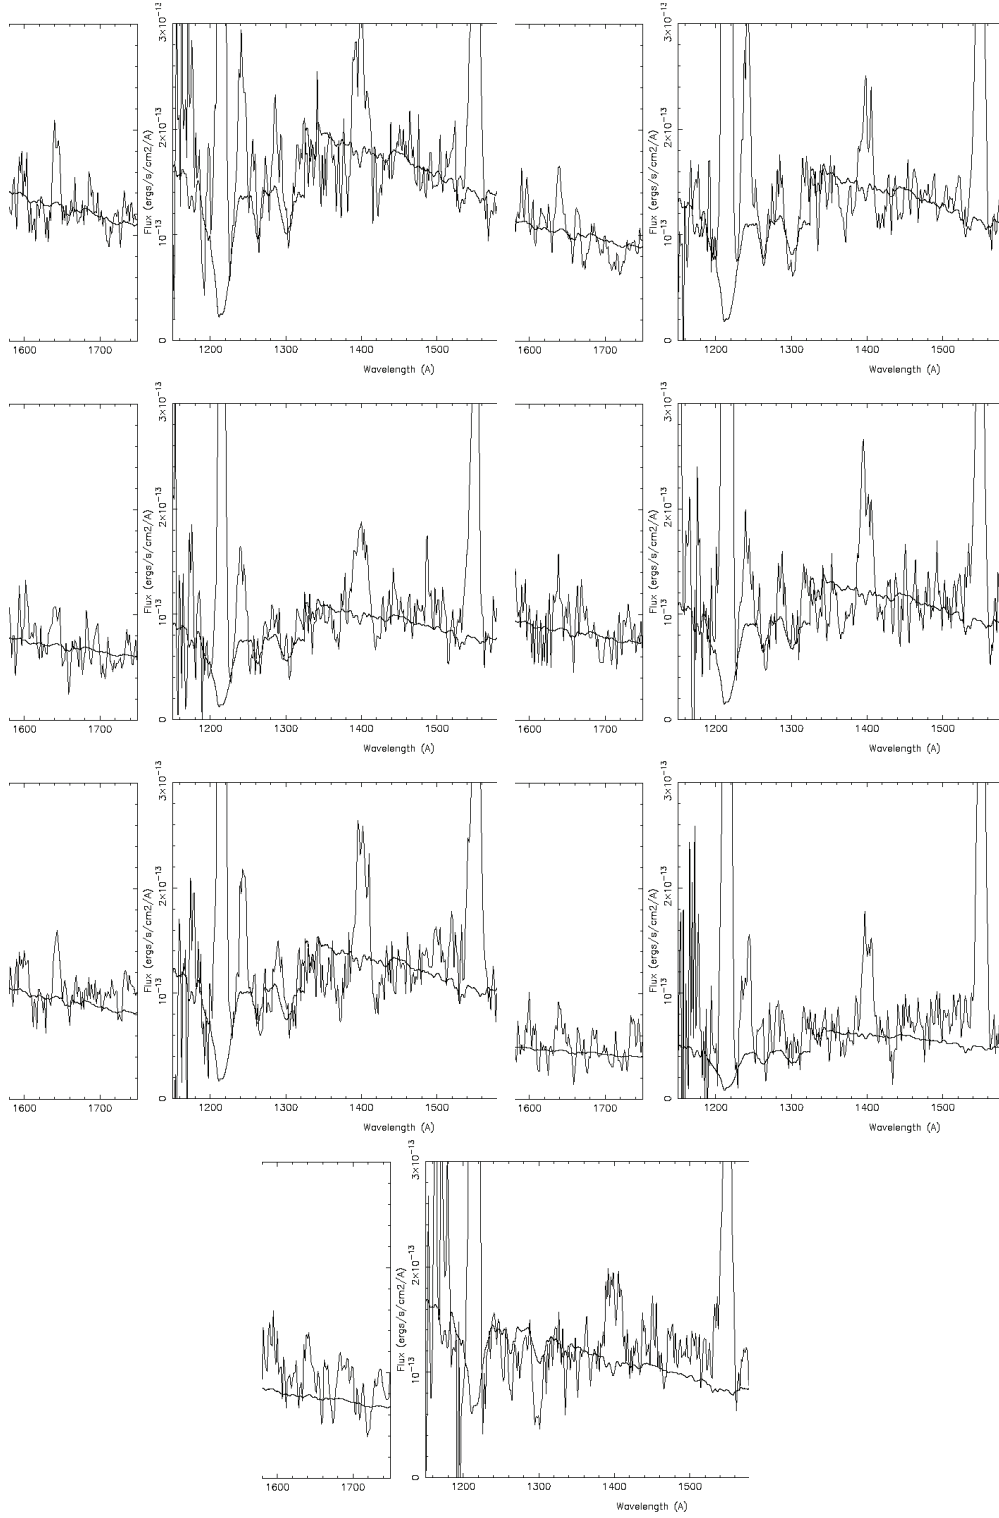 3×10⁻¹³ 3×10⁻¹³
2×10⁻¹³ 2×10⁻¹³
Flux (ergs/s/cm2/A) Flux (ergs/s/cm2/A)
10⁻¹³ 10⁻¹³
0 0
1600 1700 1200 1300 1400 1500 1600 1700 1200 1300 1400 1500
Wavelength (A) Wavelength (A)
3×10⁻¹³ 3×10⁻¹³
2×10⁻¹³ 2×10⁻¹³
Flux (ergs/s/cm2/A) Flux (ergs/s/cm2/A)
10⁻¹³ 10⁻¹³
0 0
1600 1700 1200 1300 1400 1500 1600 1700 1200 1300 1400 1500
Wavelength (A) Wavelength (A)
3×10⁻¹³ 3×10⁻¹³
2×10⁻¹³ 2×10⁻¹³
Flux (ergs/s/cm2/A) Flux (ergs/s/cm2/A)
10⁻¹³ 10⁻¹³
0 0
1600 1700 1200 1300 1400 1500 1600 1700 1200 1300 1400 1500
Wavelength (A) Wavelength (A)
3×10⁻¹³
2×10⁻¹³
Flux (ergs/s/cm2/A)
10⁻¹³
0
1600 1700 1200 1300 1400 1500
Wavelength (A)